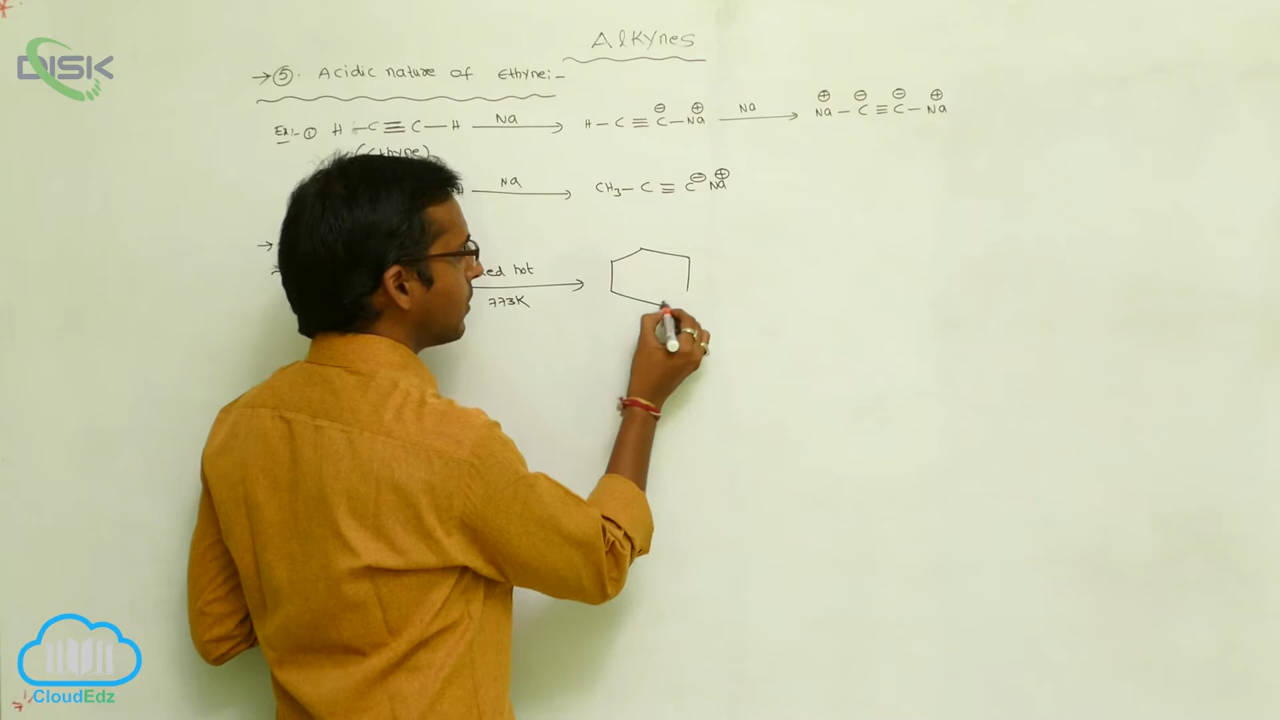 DISK
Alkynes
→ ⑤. Acidic nature of Ethyne:-
Ex:- ① H - C ≡ C - H Na → H - C ≡ C⊖ - Na⊕ Na → Na⊕ - C⊖ ≡ C⊖ - Na⊕
(Ethyne)
H Na → CH₃ - C ≡ C⊖ Na⊕
→
ed hot
773K →
CloudEdz